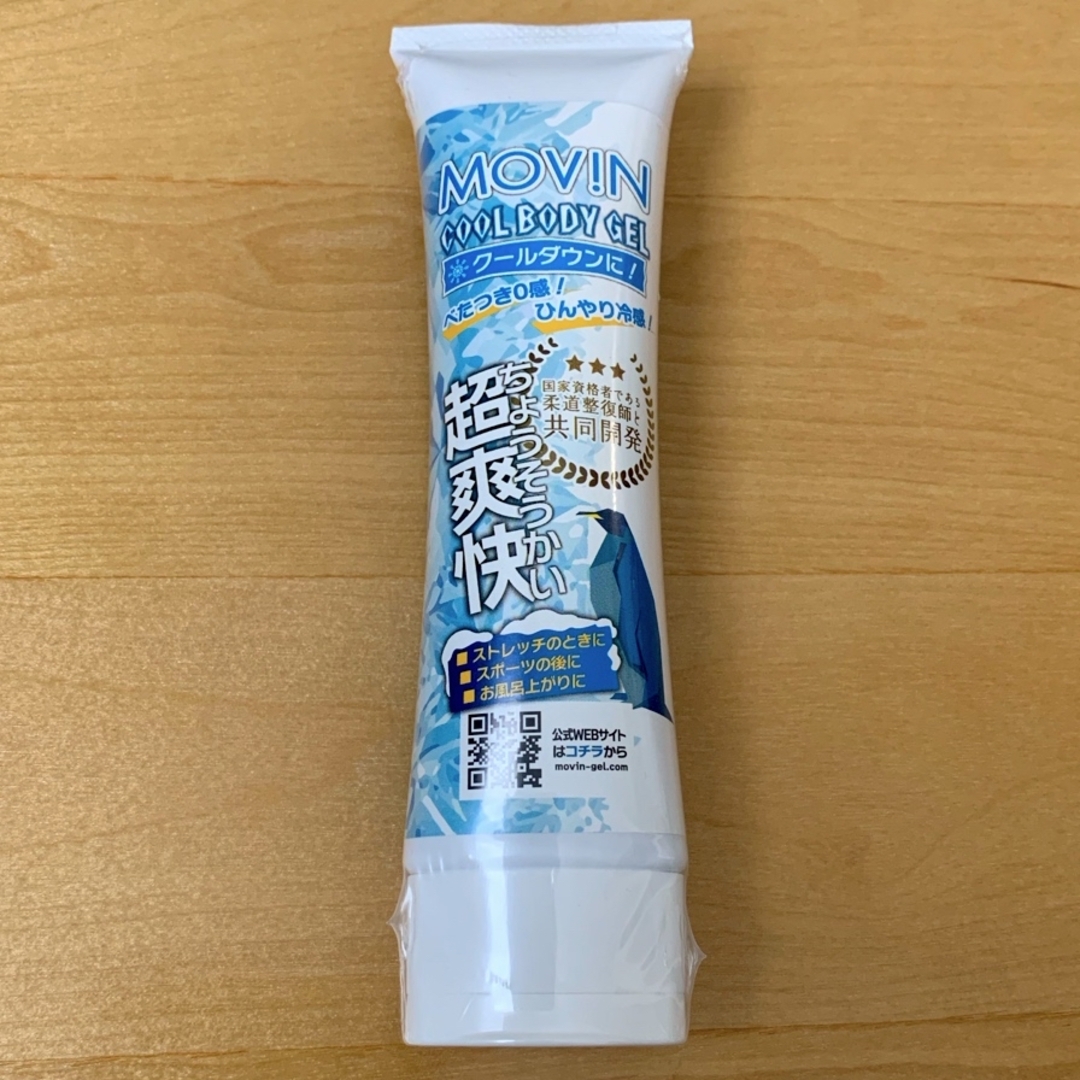 MOV!N
COOL BODY GEL
クールダウンに！
べたつき0感！
ひんやり冷感！
国家資格者である
柔道整復師と
共同開発
超爽快
ちょうそうかい
ストレッチのときに
スポーツの後に
お風呂上がりに
公式WEBサイト
はコチラから
movin-gel.com